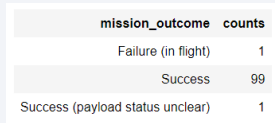 mission_outcome counts
Failure (in flight) 1
Success 99
Success (payload status unclear) 1